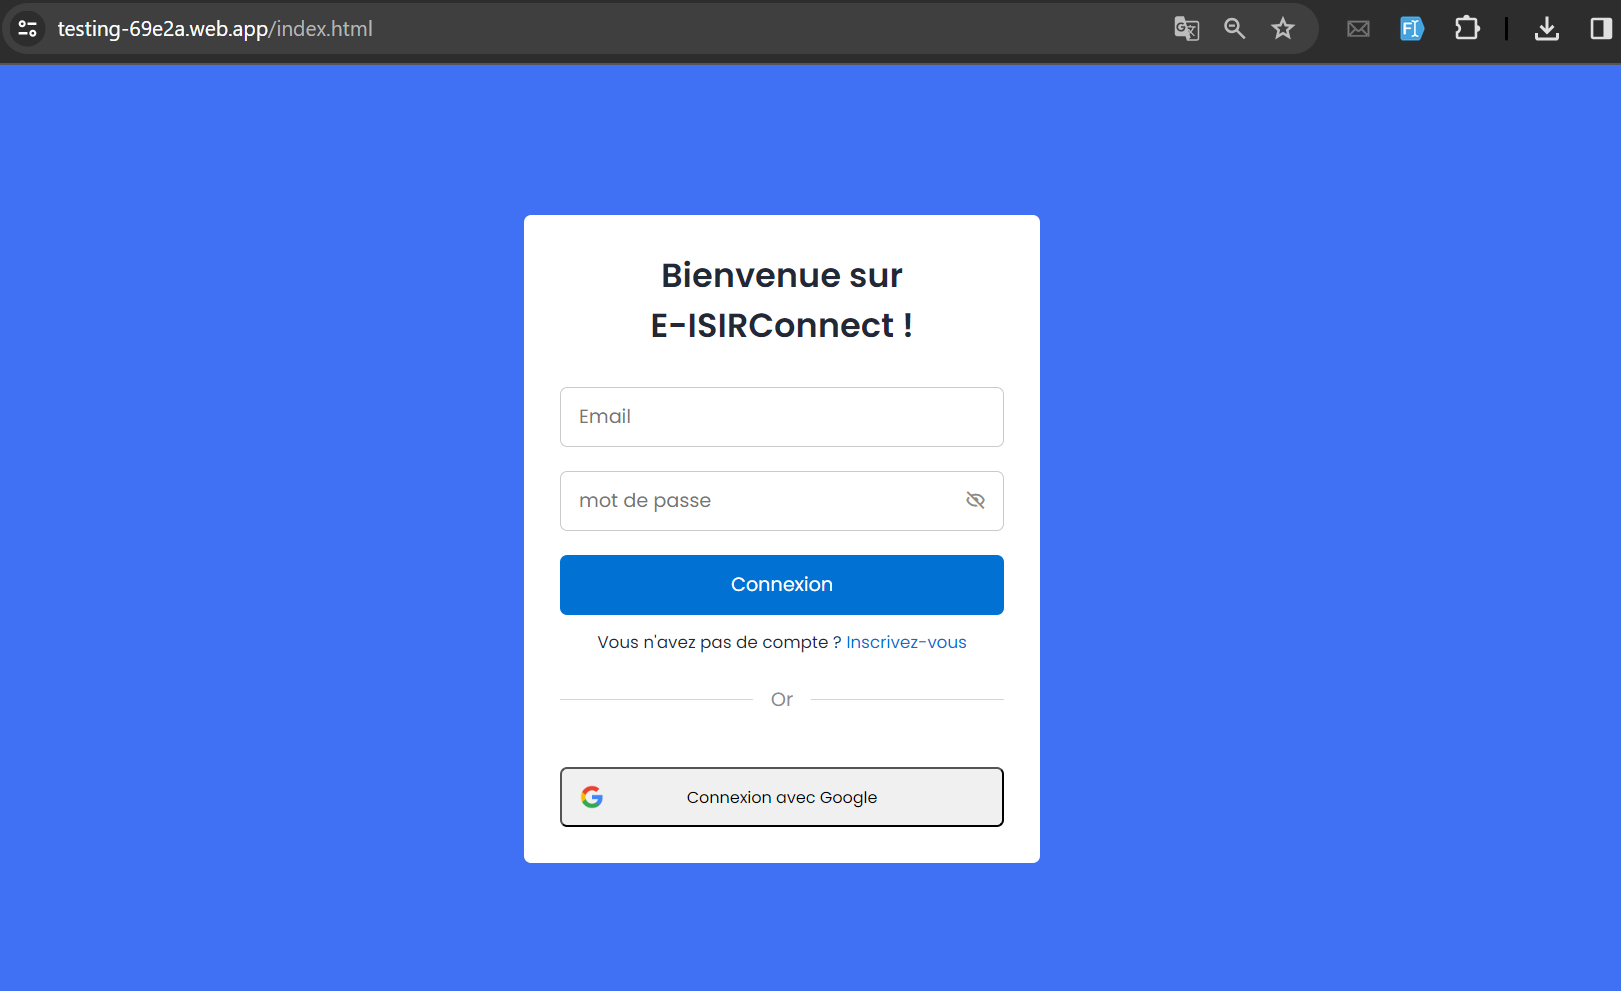 testing-69e2a.web.app/index.html
Bienvenue sur
E-ISIRConnect !
Email
mot de passe
Connexion
Vous n'avez pas de compte ? Inscrivez-vous
Or
Connexion avec Google